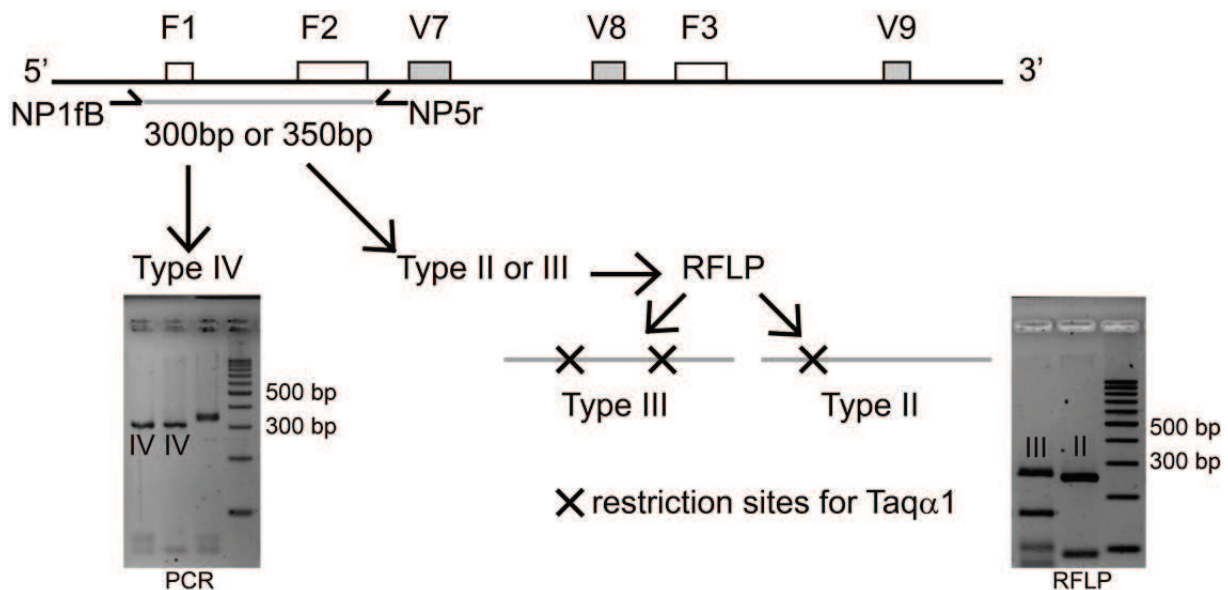 F1 F2 V7 V8 F3 V9
5’ 3’
NP1fB NP5r
300bp or 350bp
Type IV Type II or III RFLP
500 bp
300 bp
IV IV
PCR
Type III Type II
× restriction sites for Taqα1
III II
500 bp
300 bp
RFLP